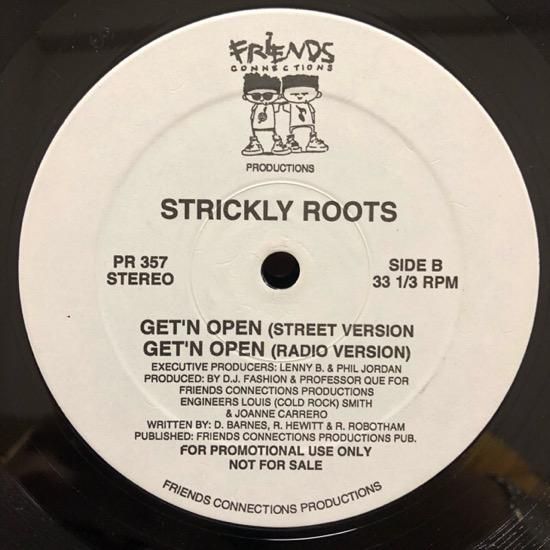 FRIENDS
CONNECTIONS
PRODUCTIONS
STRICKLY ROOTS
PR 357
STEREO
SIDE B
33 1/3 RPM
GET'N OPEN (STREET VERSION
GET'N OPEN (RADIO VERSION)
EXECUTIVE PRODUCERS: LENNY B. & PHIL JORDAN
PRODUCED: BY D.J. FASHION & PROFESSOR QUE FOR
FRIENDS CONNECTIONS PRODUCTIONS
ENGINEERS LOUIS (COLD ROCK) SMITH
& JOANNE CARRERO
WRITTEN BY: D. BARNES, R. HEWITT & R. ROBOTHAM
PUBLISHED: FRIENDS CONNECTIONS PRODUCTIONS PUB.
FOR PROMOTIONAL USE ONLY
NOT FOR SALE
FRIENDS CONNECTIONS PRODUCTIONS